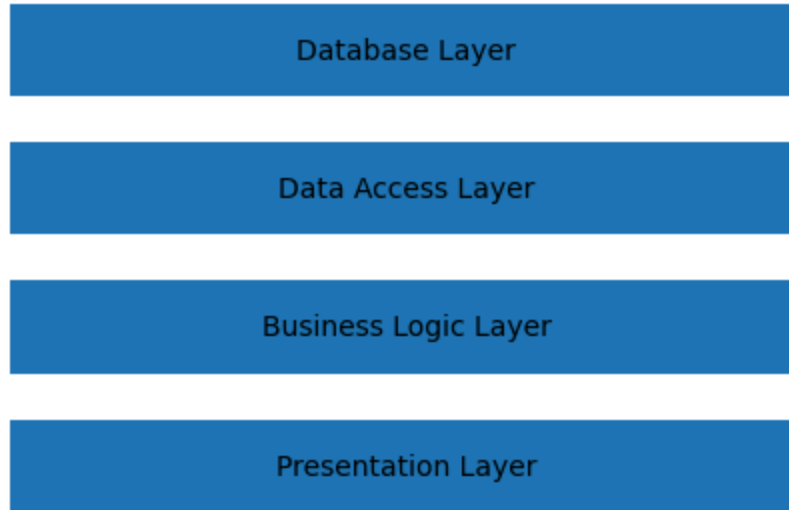 Database Layer
Data Access Layer
Business Logic Layer
Presentation Layer